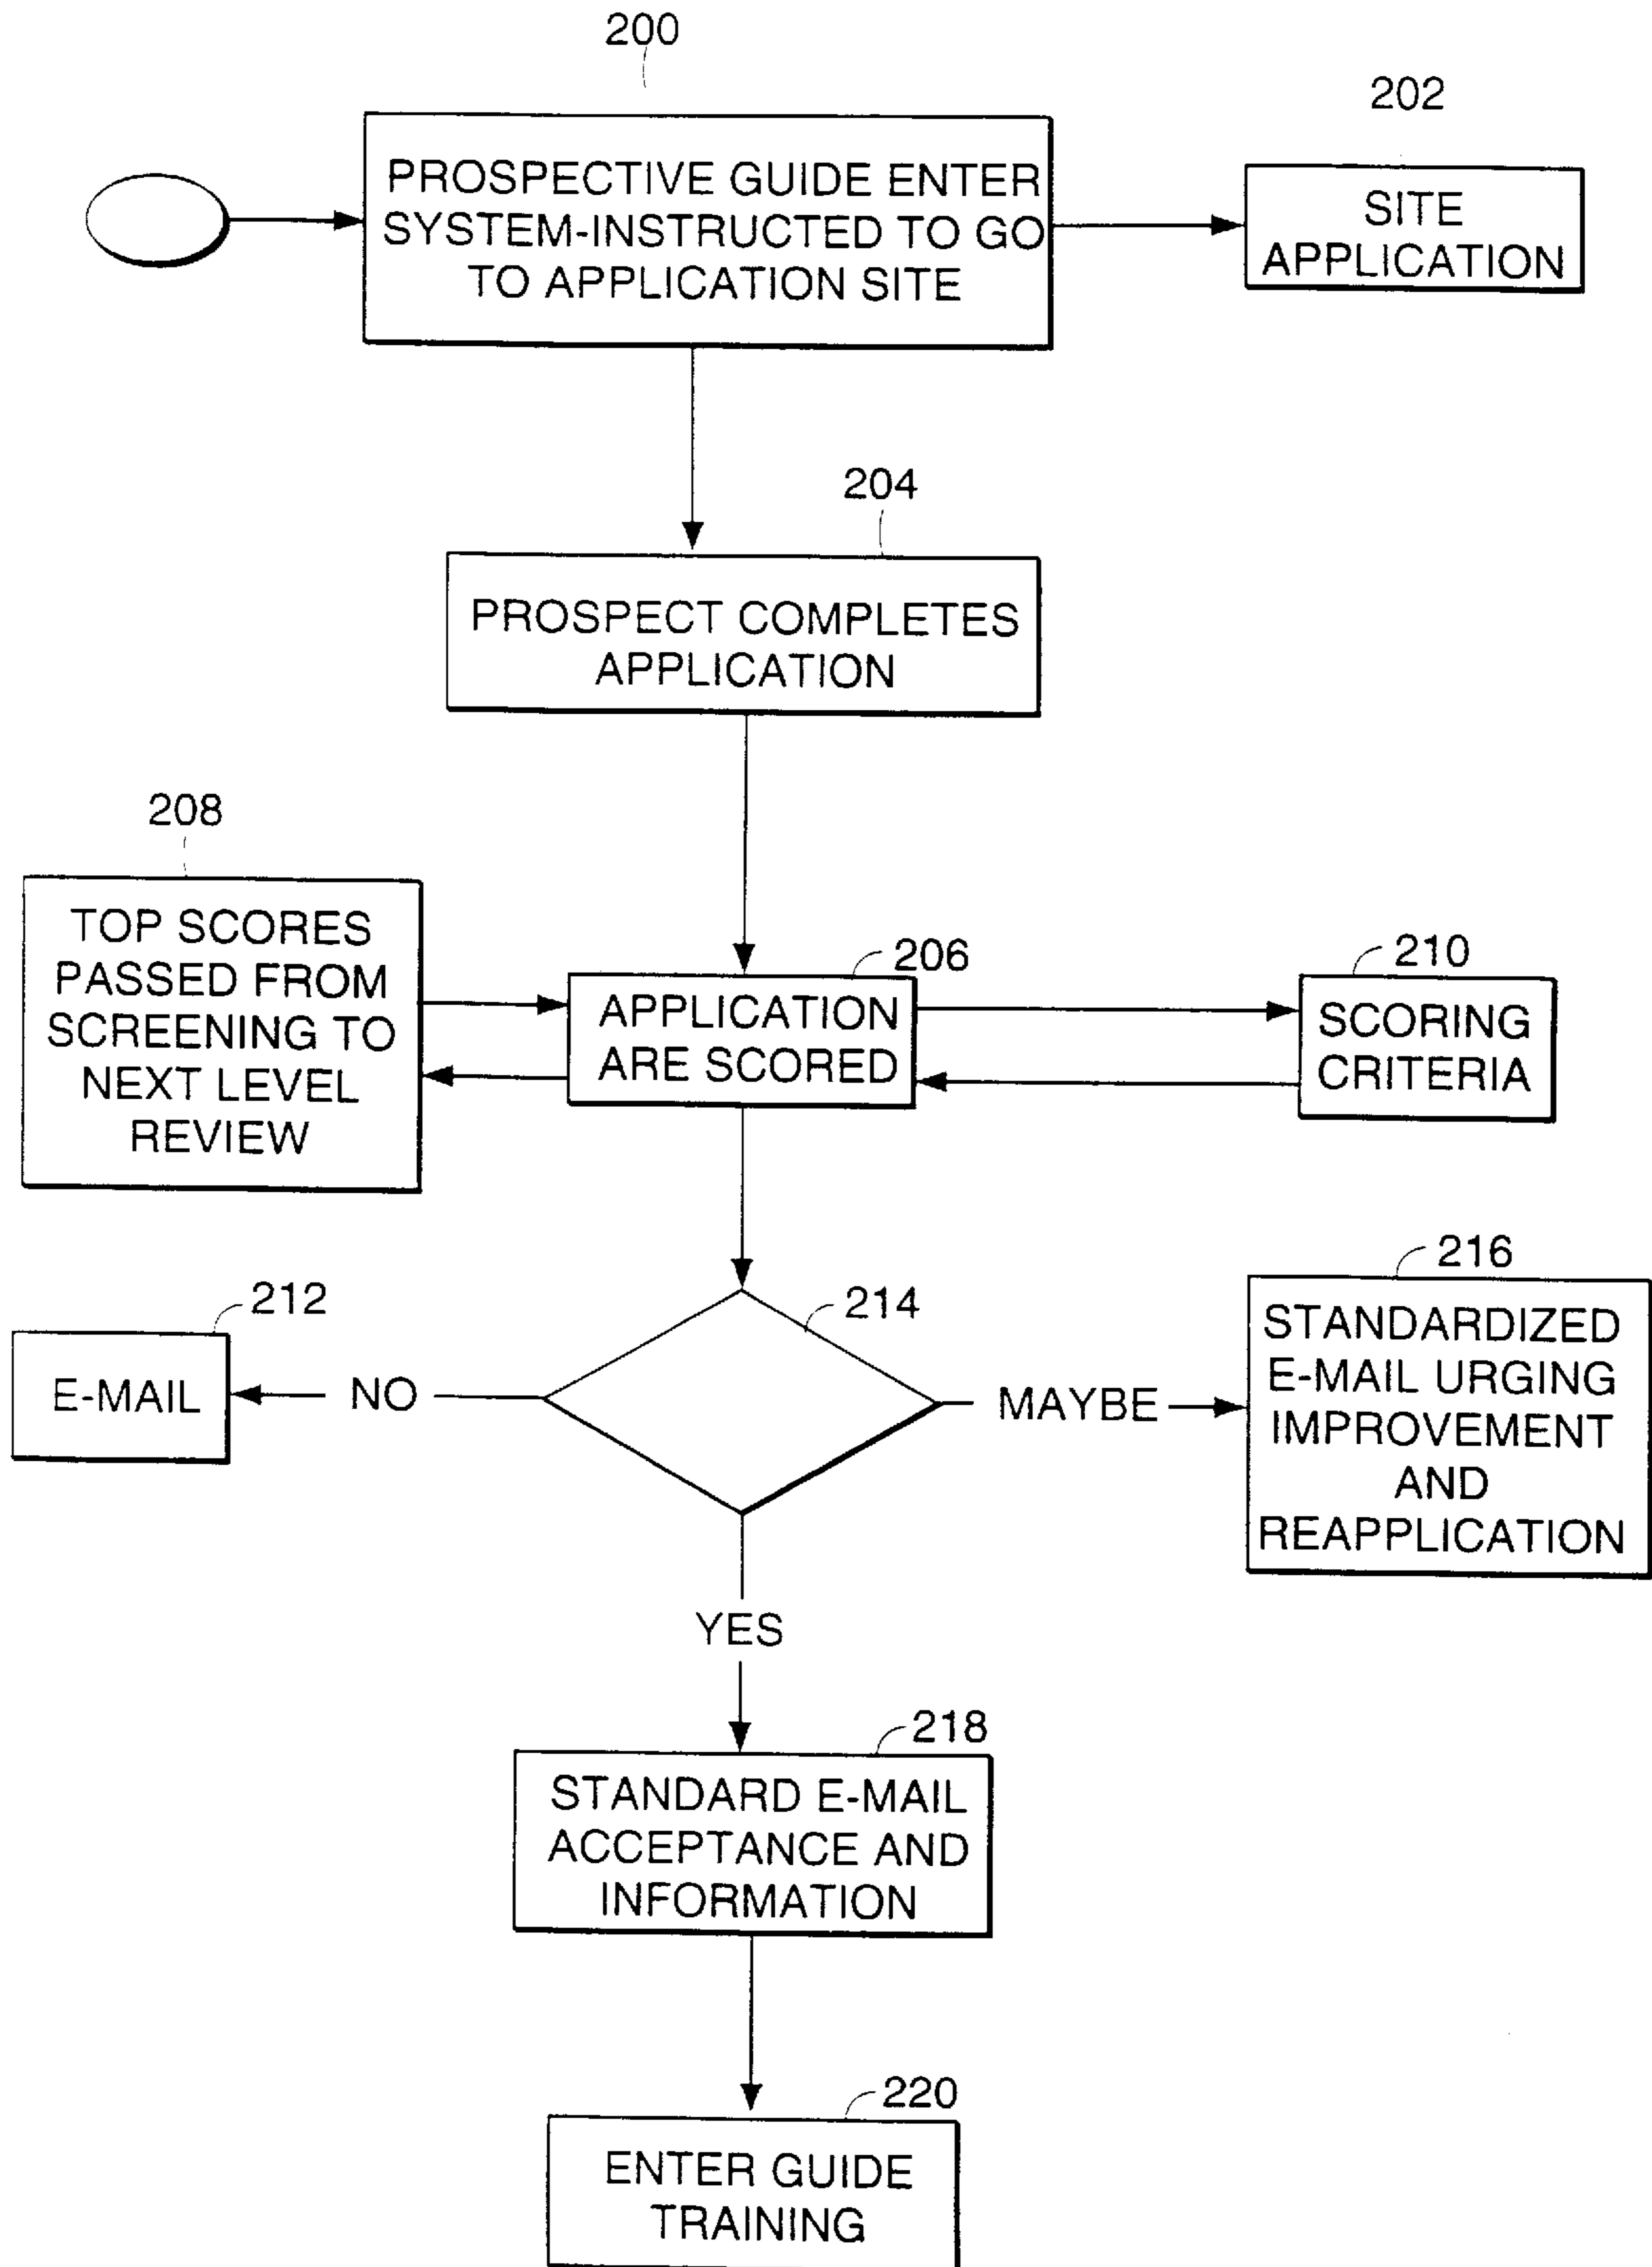 200
PROSPECTIVE GUIDE ENTER
SYSTEM-INSTRUCTED TO GO
TO APPLICATION SITE
202
SITE
APPLICATION
204
PROSPECT COMPLETES
APPLICATION
208
TOP SCORES
PASSED FROM
SCREENING TO
NEXT LEVEL
REVIEW
206
APPLICATION
ARE SCORED
210
SCORING
CRITERIA
212
E-MAIL
NO
214
MAYBE
216
STANDARDIZED
E-MAIL URGING
IMPROVEMENT
AND
REAPPLICATION
YES
218
STANDARD E-MAIL
ACCEPTANCE AND
INFORMATION
220
ENTER GUIDE
TRAINING